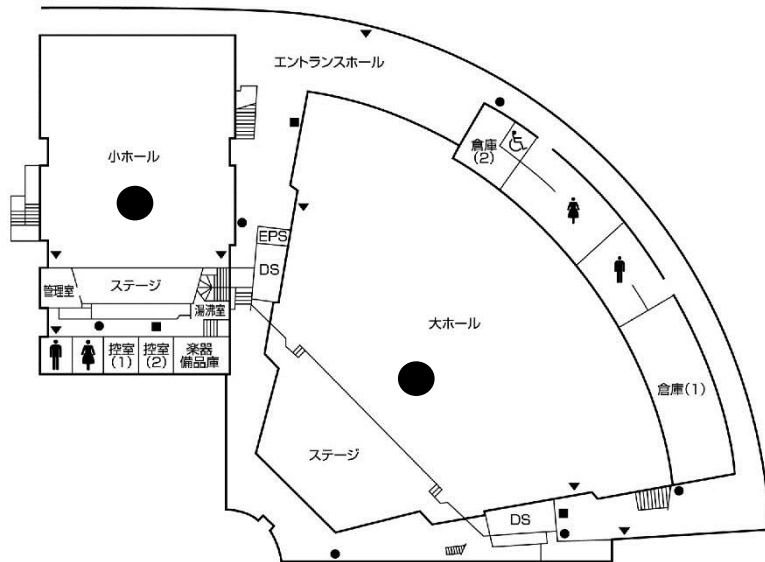 エントランスホール
小ホール
倉庫
(2)
EPS
DS
管理室
ステージ
湯沸室
大ホール
控室
(1)
控室
(2)
楽器
備品庫
倉庫(1)
ステージ
DS